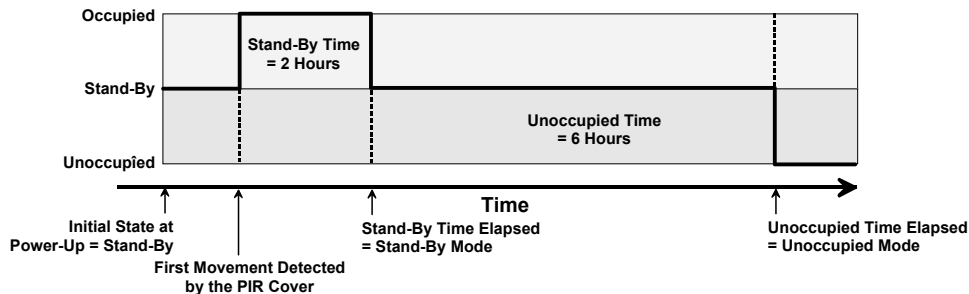 Occupied
Stand-By Time
= 2 Hours
Stand-By
Unoccupied Time
= 6 Hours
Unoccupied
Time
Initial State at
Power-Up = Stand-By
First Movement Detected
by the PIR Cover
Stand-By Time Elapsed
= Stand-By Mode
Unoccupied Time Elapsed
= Unoccupied Mode